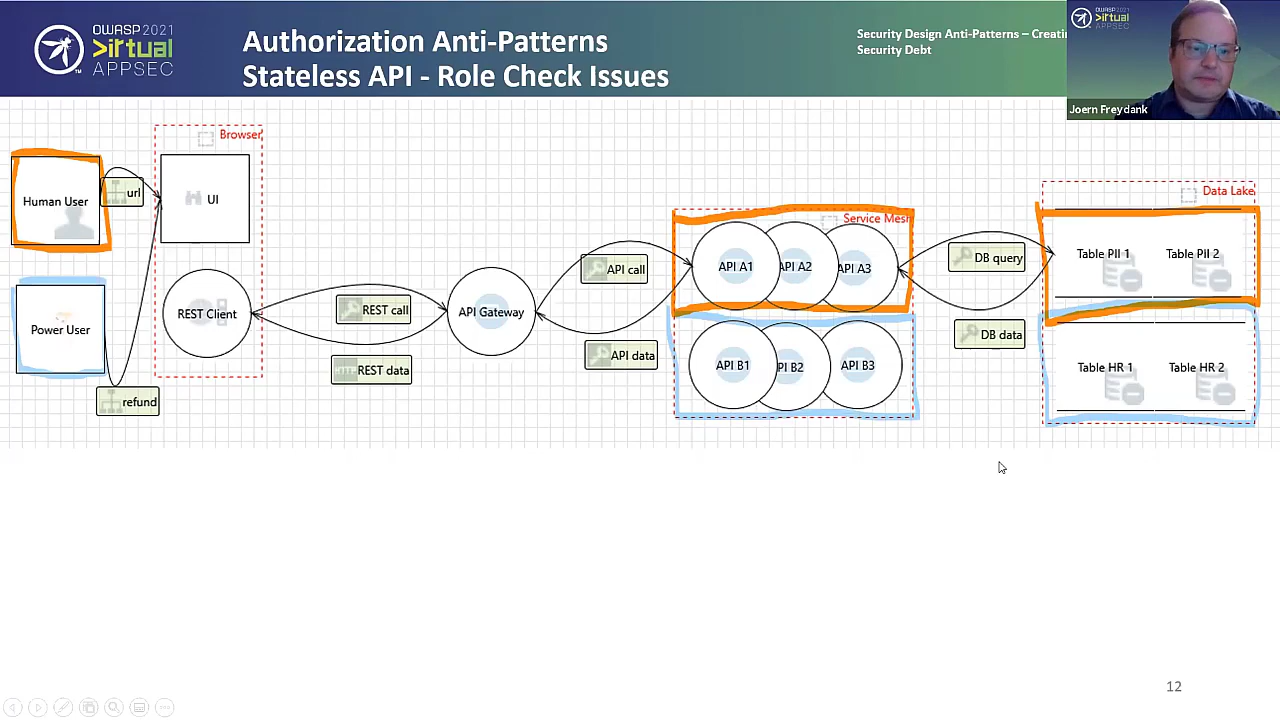 OWASP 2021
Virtual
APPSEC
Authorization Anti-Patterns
Stateless API - Role Check Issues
Security Design Anti-Patterns – Creati
Security Debt
OWASP 2021
Virtual
APPSEC
Joern Freydank
Browser
Human User
url
UI
Power User
refund
REST Client
REST call
REST data
API Gateway
API call
API data
Service Mesh
API A1
API A2
API A3
API B1
PI B2
API B3
DB query
DB data
Data Lake
Table PII 1
Table PII 2
Table HR 1
Table HR 2
12